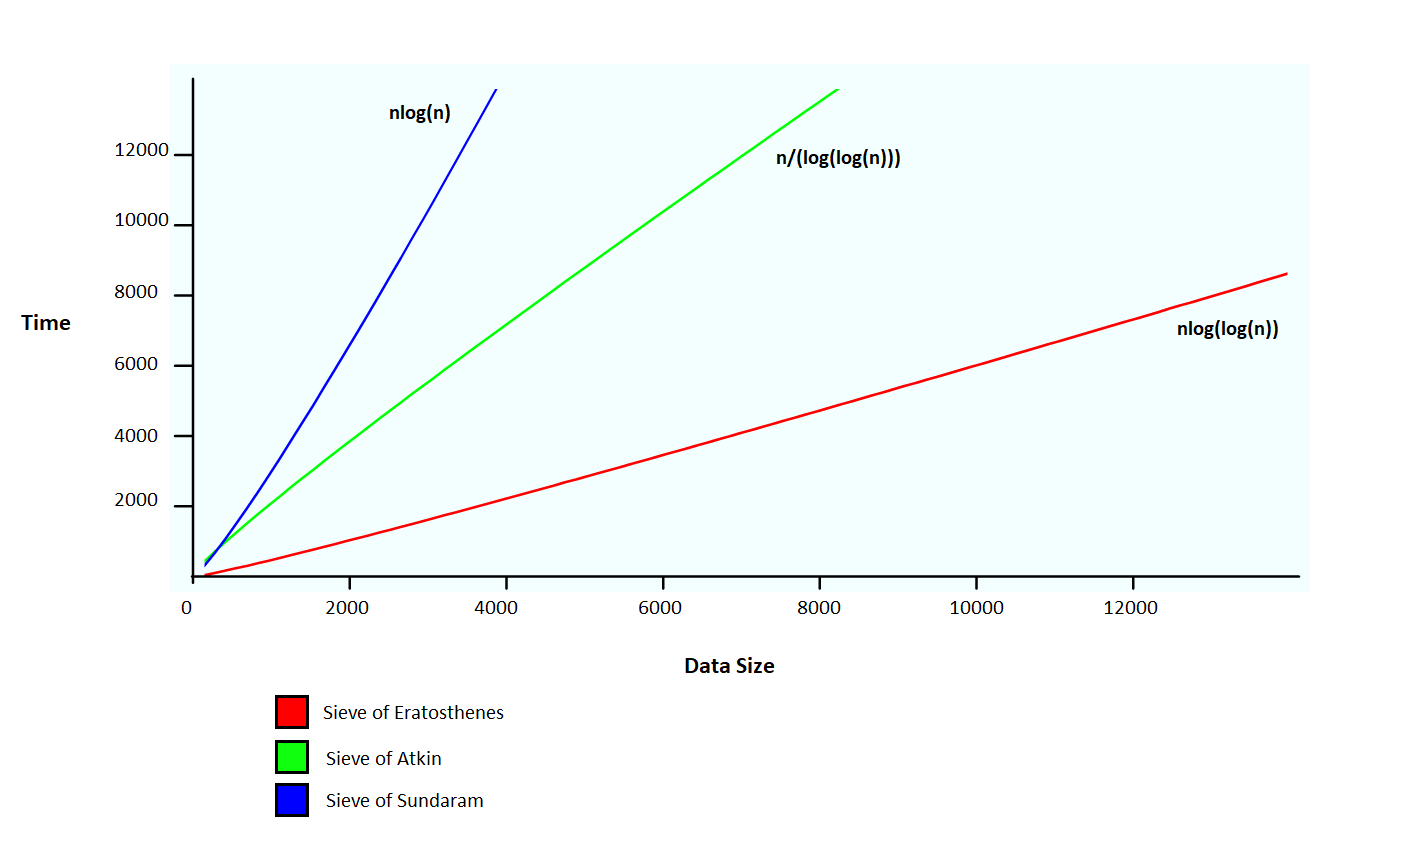 nlog(n)
12000
n/(log(log(n)))
10000
8000
Time
nlog(log(n))
6000
4000
2000
0 2000 4000 6000 8000 10000 12000
Data Size
Sieve of Eratosthenes
Sieve of Atkin
Sieve of Sundaram